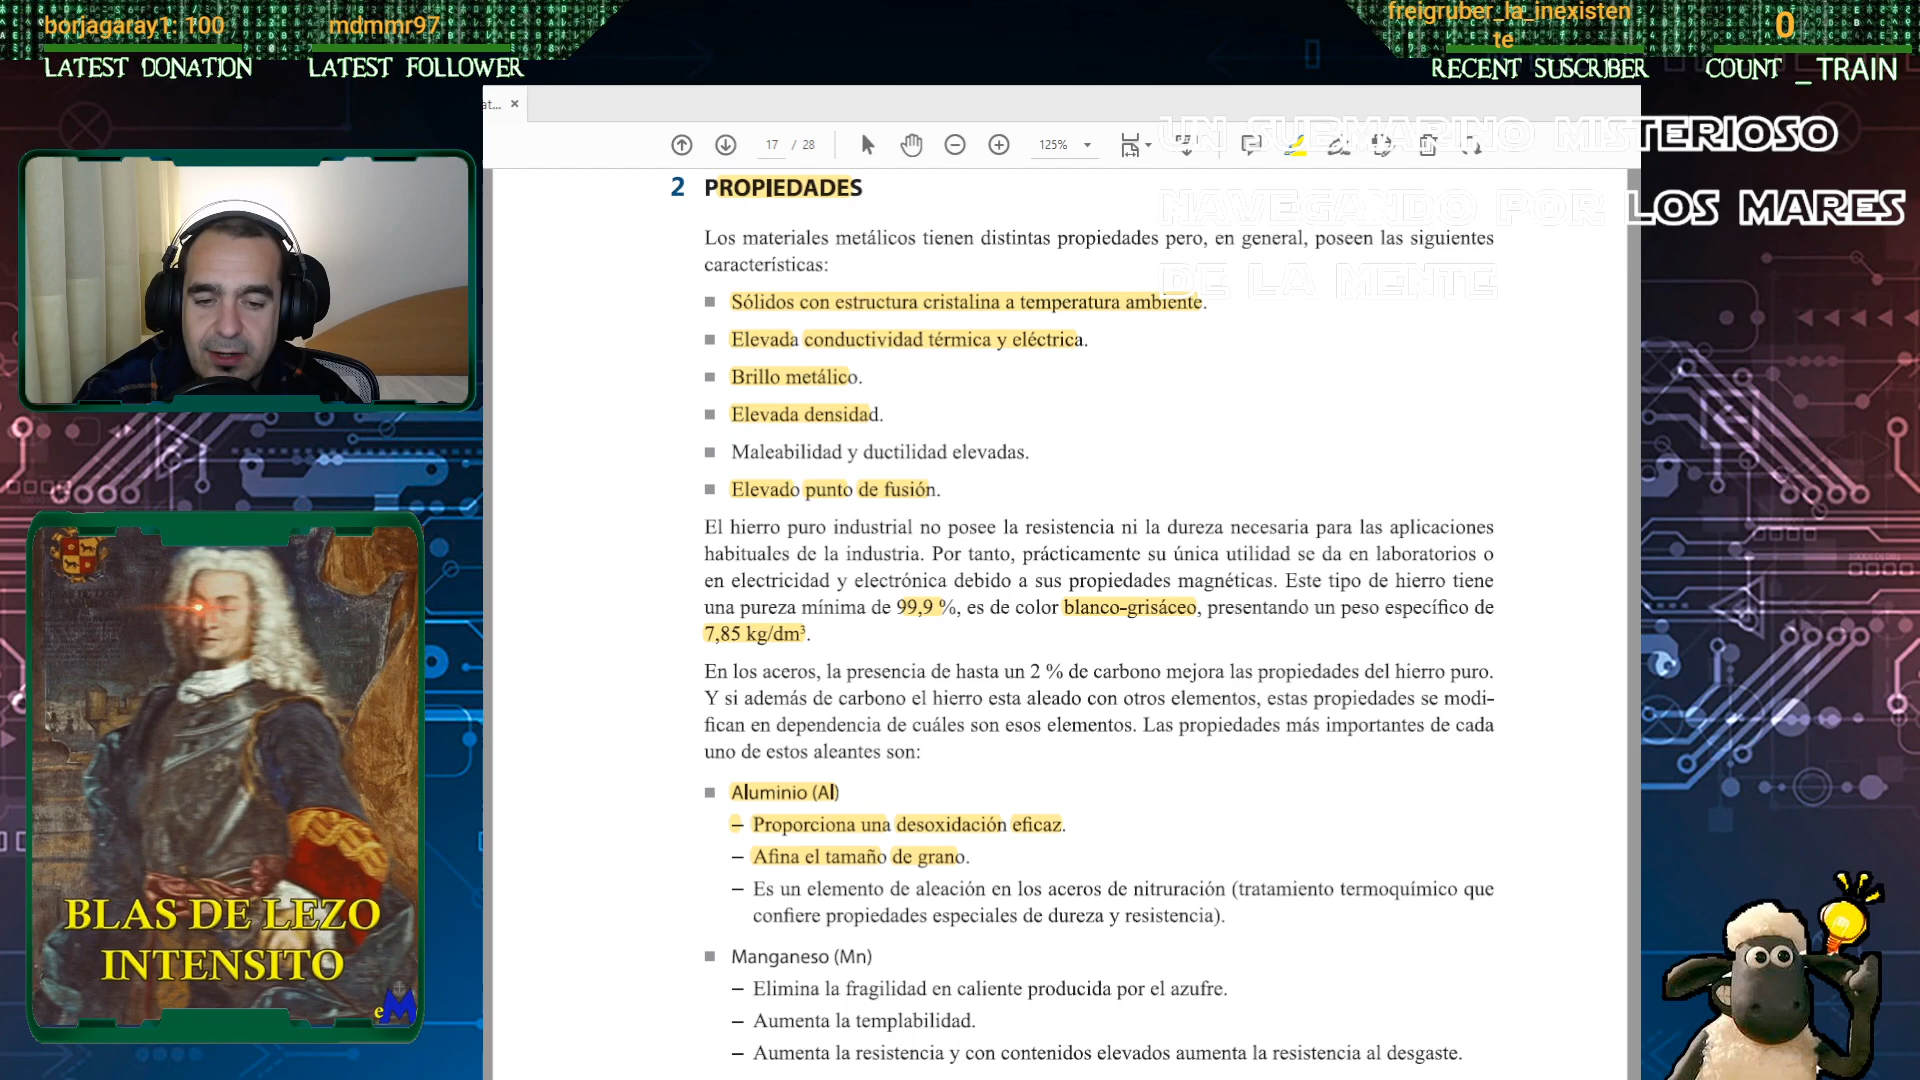 borjagaray1: 100
LATEST DONATION
mdmmr97
LATEST FOLLOWER
freigruber_la_inexisten
te
RECENT SUSCRIBER
0
COUNT _TRAIN
UN SUBMARINO MISTERIOSO
NAVEGANDO POR LOS MARES
DE LA MENTE
at... ×
17 / 28
125%
2 PROPIEDADES
Los materiales metálicos tienen distintas propiedades pero, en general, poseen las siguientes
características:
Sólidos con estructura cristalina a temperatura ambiente.
Elevada conductividad térmica y eléctrica.
Brillo metálico.
Elevada densidad.
Maleabilidad y ductilidad elevadas.
Elevado punto de fusión.
El hierro puro industrial no posee la resistencia ni la dureza necesaria para las aplicaciones
habituales de la industria. Por tanto, prácticamente su única utilidad se da en laboratorios o
en electricidad y electrónica debido a sus propiedades magnéticas. Este tipo de hierro tiene
una pureza mínima de 99,9 %, es de color blanco-grisáceo, presentando un peso específico de
7,85 kg/dm³.
En los aceros, la presencia de hasta un 2 % de carbono mejora las propiedades del hierro puro.
Y si además de carbono el hierro esta aleado con otros elementos, estas propiedades se modi-
fican en dependencia de cuáles son esos elementos. Las propiedades más importantes de cada
uno de estos aleantes son:
Aluminio (Al)
– Proporciona una desoxidación eficaz.
– Afina el tamaño de grano.
– Es un elemento de aleación en los aceros de nitruración (tratamiento termoquímico que
confiere propiedades especiales de dureza y resistencia).
Manganeso (Mn)
– Elimina la fragilidad en caliente producida por el azufre.
– Aumenta la templabilidad.
– Aumenta la resistencia y con contenidos elevados aumenta la resistencia al desgaste.
BLAS DE LEZO
INTENSITO
eM